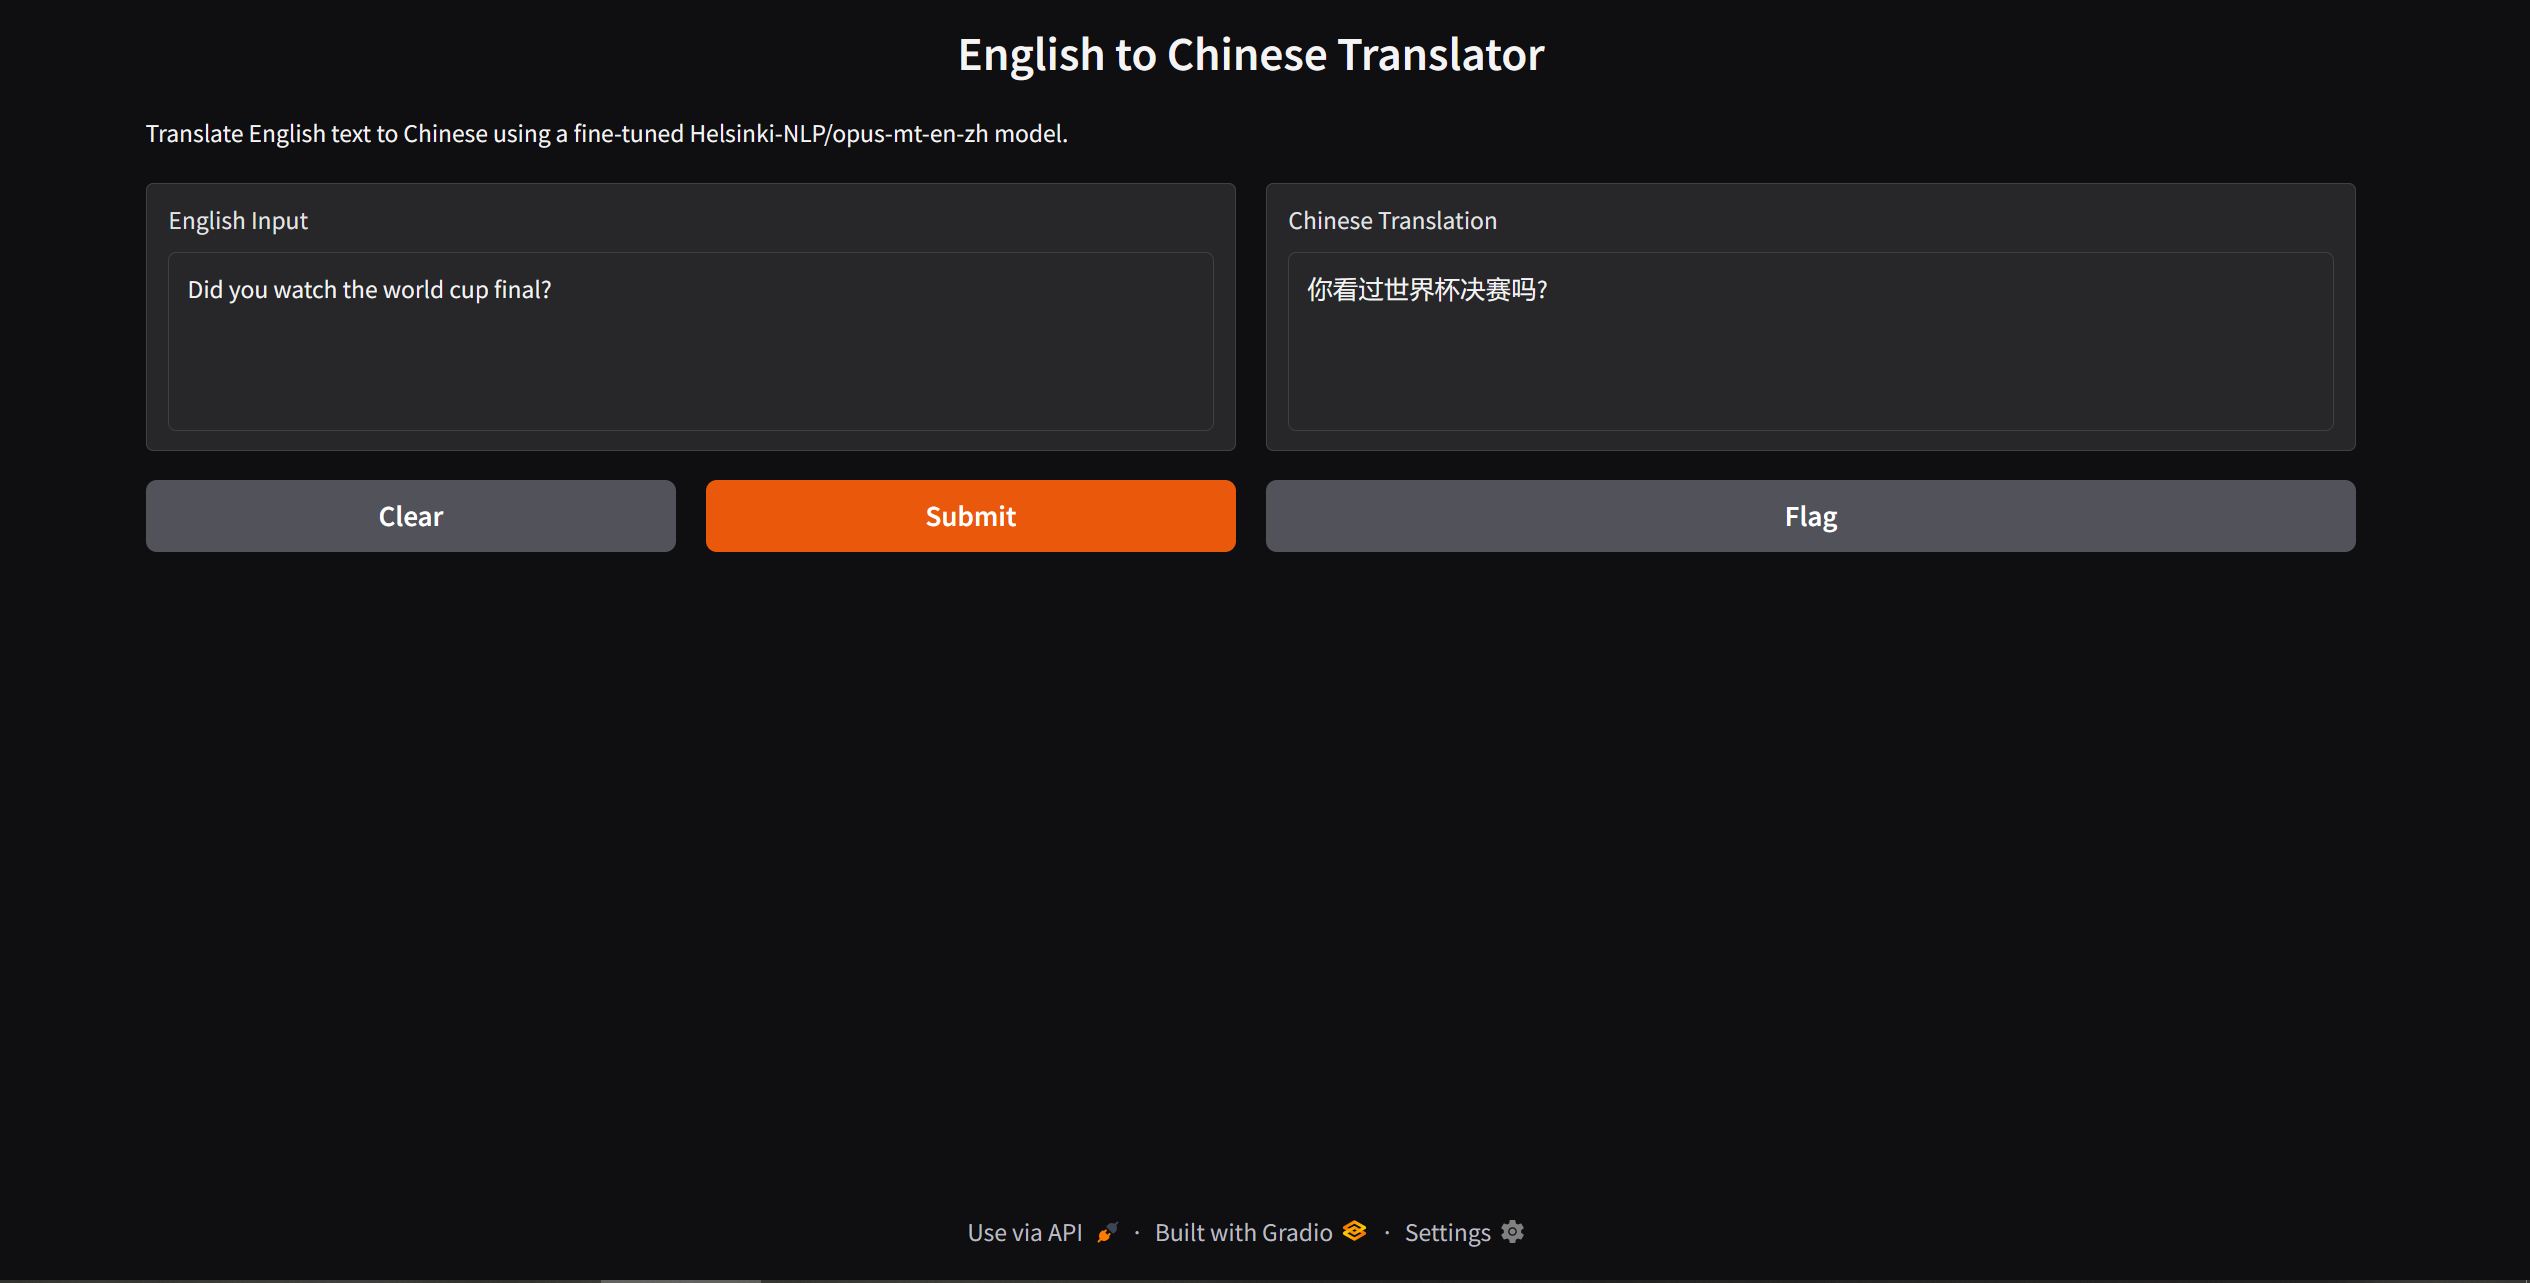 English to Chinese Translator
Translate English text to Chinese using a fine-tuned Helsinki-NLP/opus-mt-en-zh model.
English Input
Did you watch the world cup final?
Chinese Translation
你看过世界杯决赛吗?
Clear
Submit
Flag
Use via API · Built with Gradio · Settings